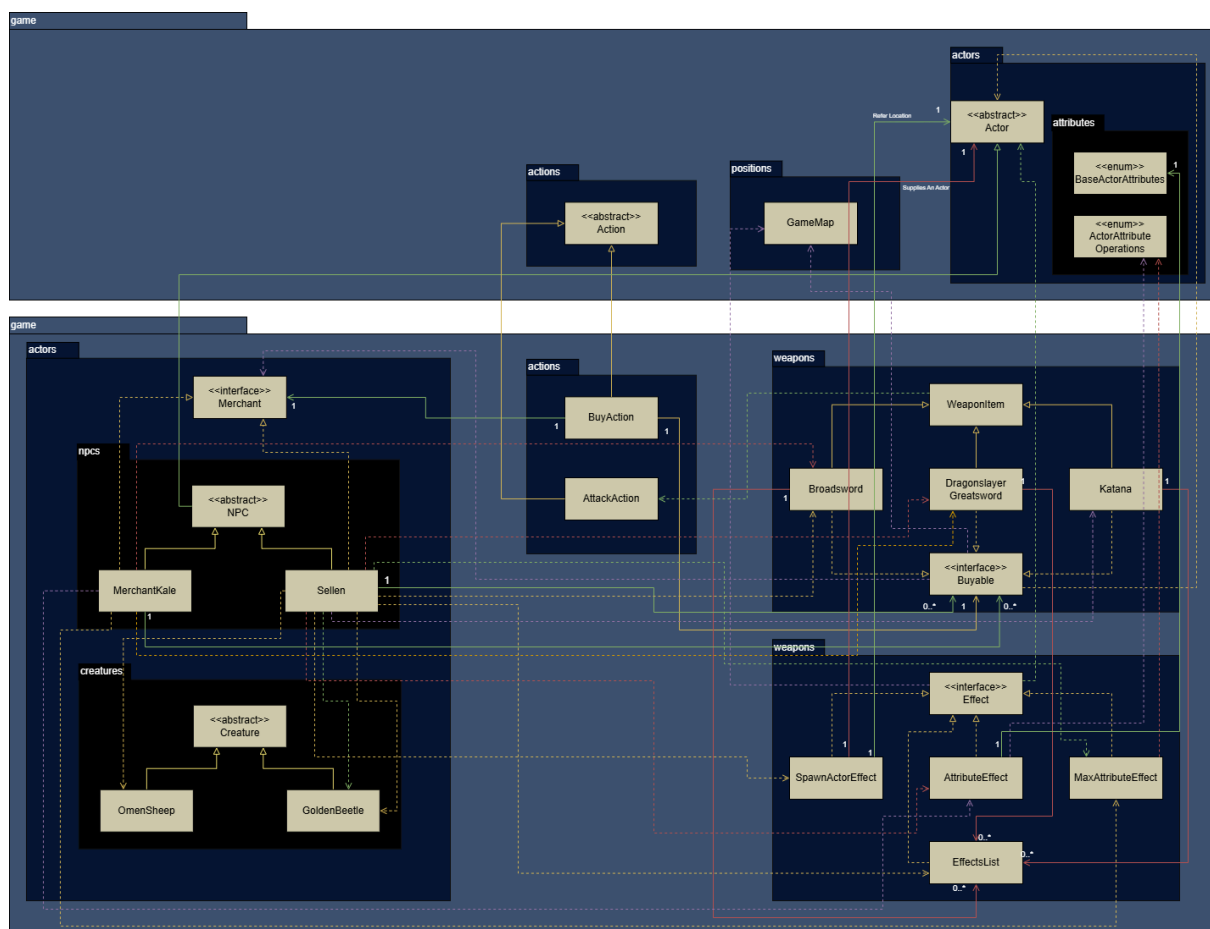 game
actors
<<abstract>>
Actor
1
1
Refer Location
attributes
<<enum>>
BaseActorAttributes
1
<<enum>>
ActorAttribute
Operations
actions
<<abstract>>
Action
positions
GameMap
Supplies An Actor
game
actors
<<interface>>
Merchant
1
npcs
<<abstract>>
NPC
MerchantKale
1
Sellen
1
creatures
<<abstract>>
Creature
OmenSheep
GoldenBeetle
actions
BuyAction
1
1
AttackAction
weapons
WeaponItem
Broadsword
1
Dragonslayer
Greatsword
1
Katana
1
<<interface>>
Buyable
0..*
1
0..*
weapons
<<interface>>
Effect
1
1
1
SpawnActorEffect
AttributeEffect
MaxAttributeEffect
0..*
0..*
EffectsList
0..*